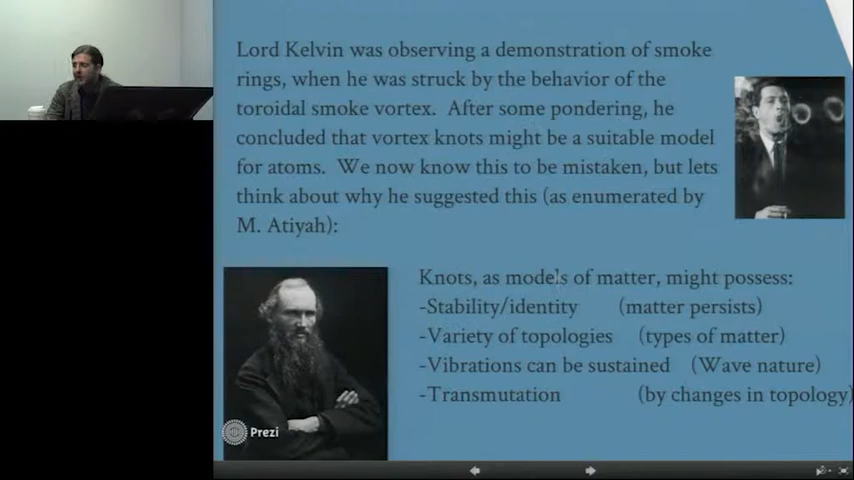 Lord Kelvin was observing a demonstration of smoke
rings, when he was struck by the behavior of the
toroidal smoke vortex.  After some pondering, he
concluded that vortex knots might be a suitable model
for atoms.  We now know this to be mistaken, but lets
think about why he suggested this (as enumerated by
M. Atiyah):
Knots, as models of matter, might possess:
-Stability/identity (matter persists)
-Variety of topologies (types of matter)
-Vibrations can be sustained (Wave nature)
-Transmutation (by changes in topology)
Prezi